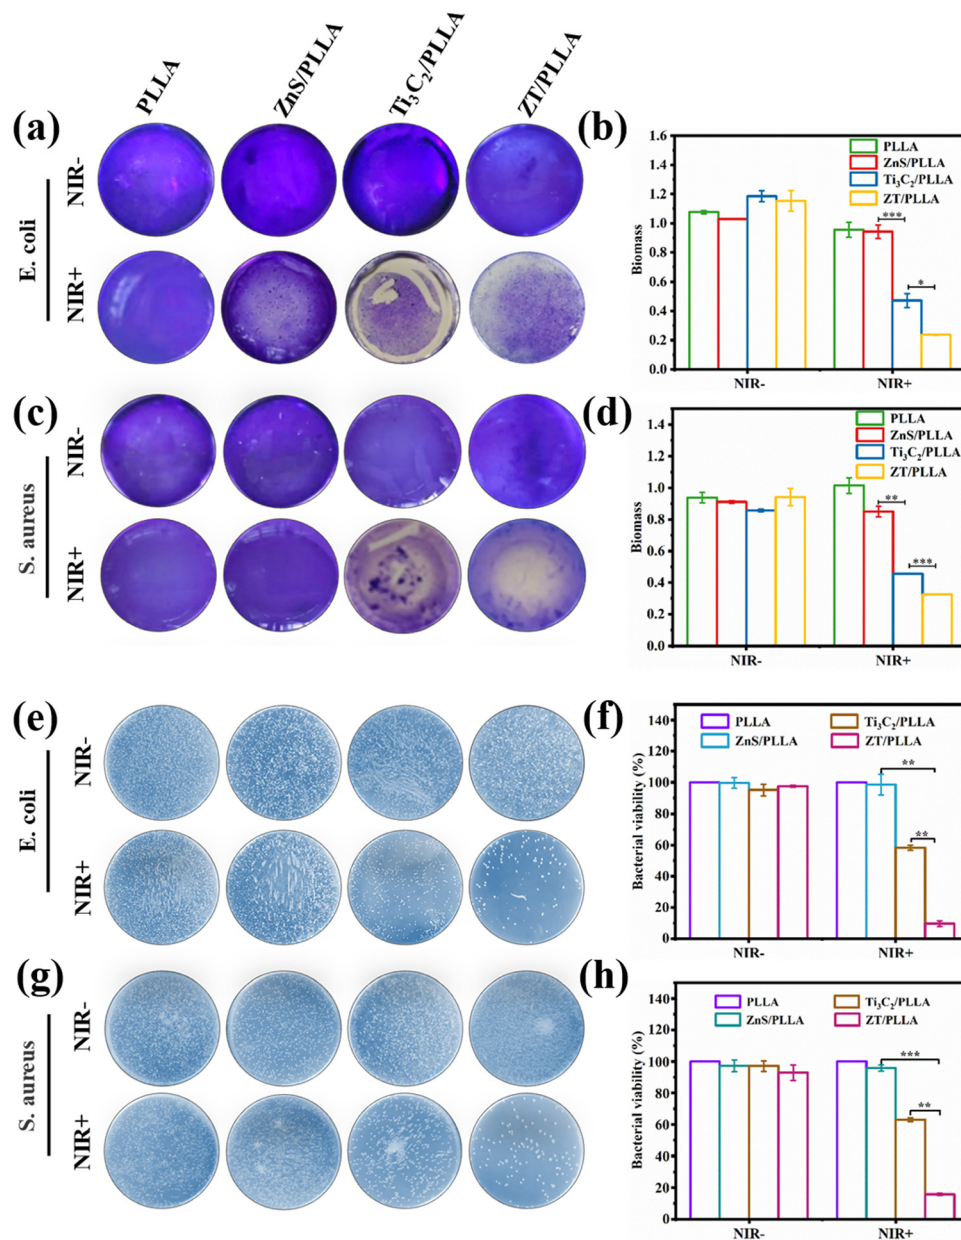 PLLA
ZnS/PLLA
Ti₃C₂/PLLA
ZT/PLLA
(a)
E. coli
NIR-
NIR+
(b)
1.6
1.4
1.2
1.0
0.8
0.6
0.4
0.2
0.0
Biomass
PLLA
ZnS/PLLA
Ti₃C₂/PLLA
ZT/PLLA
***
*
NIR-
NIR+
(c)
S. aureus
NIR-
NIR+
(d)
1.4
1.2
1.0
0.8
0.6
0.4
0.2
0.0
Biomass
PLLA
ZnS/PLLA
Ti₃C₂/PLLA
ZT/PLLA
**
***
NIR-
NIR+
(e)
E. coli
NIR-
NIR+
(f)
140
120
100
80
60
40
20
0
Bacterial viability (%)
PLLA
Ti₃C₂/PLLA
ZnS/PLLA
ZT/PLLA
**
**
NIR-
NIR+
(g)
S. aureus
NIR-
NIR+
(h)
140
120
100
80
60
40
20
0
Bacterial viability (%)
PLLA
Ti₃C₂/PLLA
ZnS/PLLA
ZT/PLLA
***
**
NIR-
NIR+